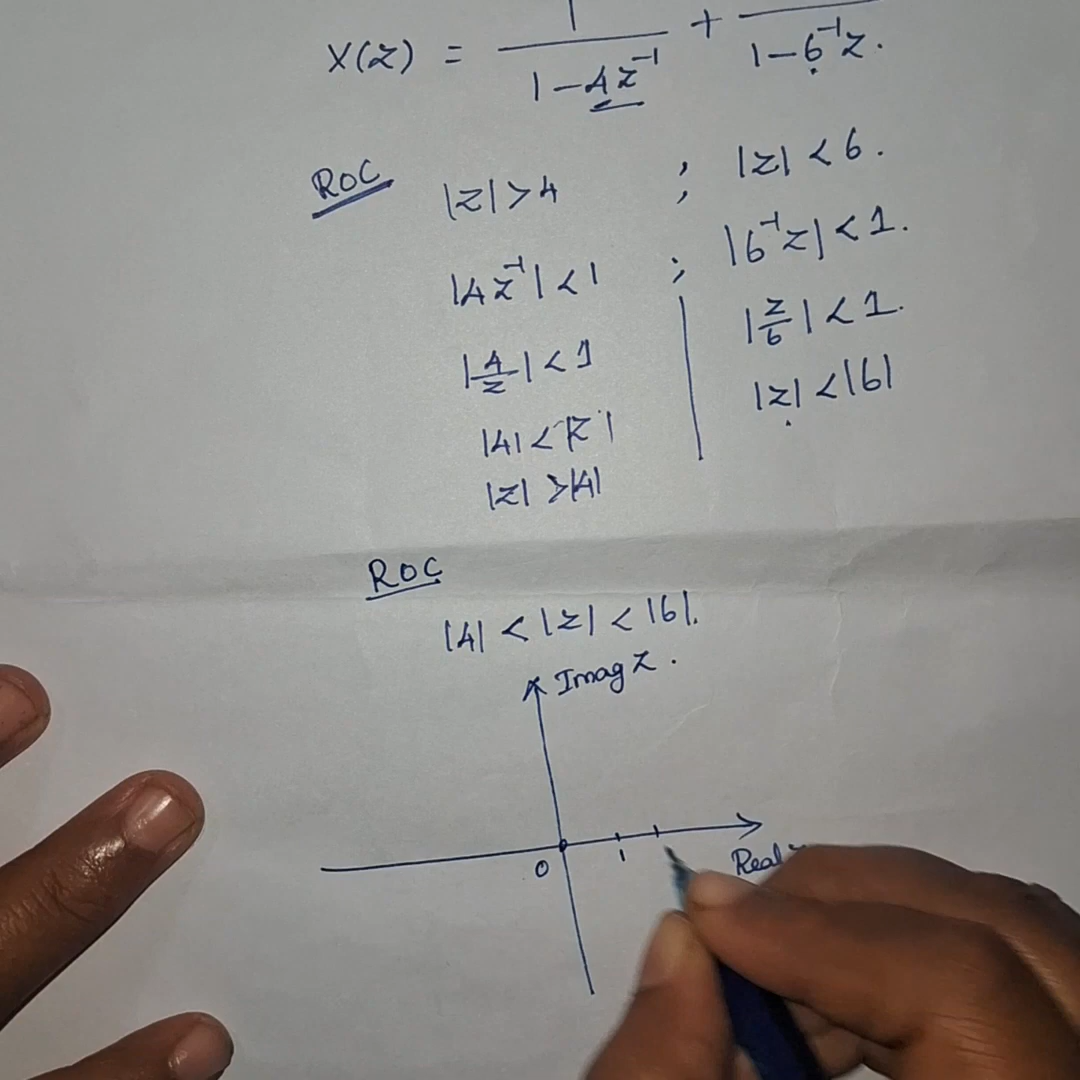 X(z) = 1/(1-4z⁻¹) + /(1-6⁻¹z).
ROC |z| > 4 ; |z| < 6.
|4z⁻¹| < 1 ; |6⁻¹z| < 1.
|4/z| < 1 |z/6| < 1.
|4| < |z| |z| < |6|
|z| > |4|
ROC
|4| < |z| < |6|.
Imag z.
0 1 Real